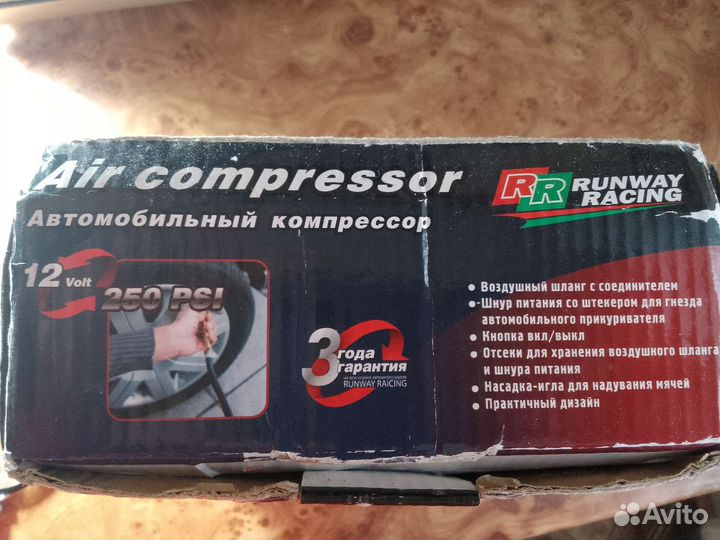 Air compressor
Автомобильный компрессор
RR RUNWAY
RACING
12 Volt
250 PSI
3 года
гарантия
RUNWAY RAICING
• Воздушный шланг с соединителем
• Шнур питания со штекером для гнезда
автомобильного прикуривателя
• Кнопка вкл/выкл
• Отсеки для хранения воздушного шланга
и шнура питания
• Насадка-игла для надувания мячей
• Практичный дизайн
Avito